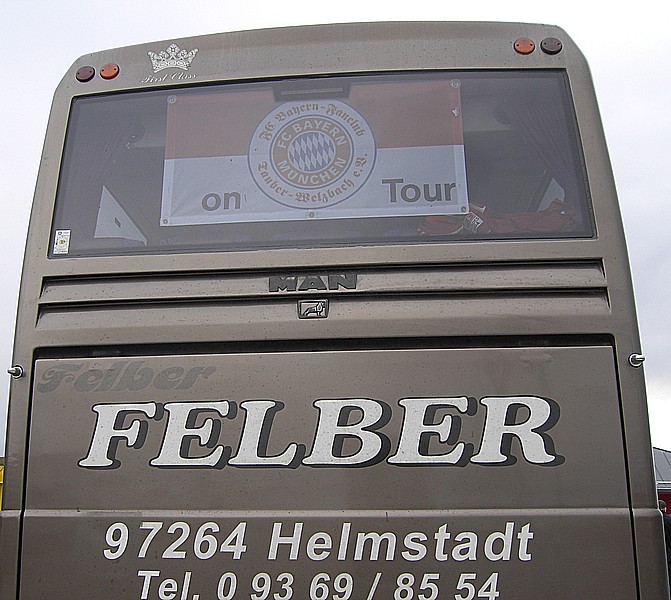 First Class
FC Bayern-Fanclub
FC BAYERN
MÜNCHEN
Tauber-Welzbach e.V.
on Tour
MAN
Felber
FELBER
97264 Helmstadt
Tel. 0 93 69 / 85 54